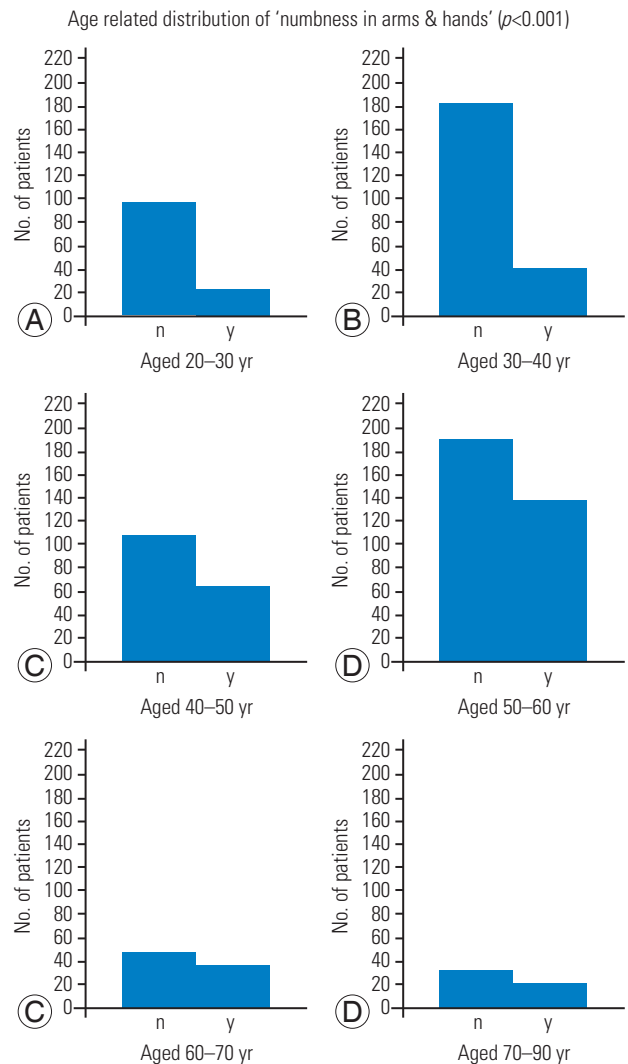 Age related distribution of ‘numbness in arms & hands’ (p<0.001)
220
200
180
160
140
120
100
80
60
40
20
0
No. of patients
n y
A
Aged 20–30 yr
220
200
180
160
140
120
100
80
60
40
20
0
No. of patients
n y
B
Aged 30–40 yr
220
200
180
160
140
120
100
80
60
40
20
0
No. of patients
n y
C
Aged 40–50 yr
220
200
180
160
140
120
100
80
60
40
20
0
No. of patients
n y
D
Aged 50–60 yr
220
200
180
160
140
120
100
80
60
40
20
0
No. of patients
n y
C
Aged 60–70 yr
220
200
180
160
140
120
100
80
60
40
20
0
No. of patients
n y
D
Aged 70–90 yr